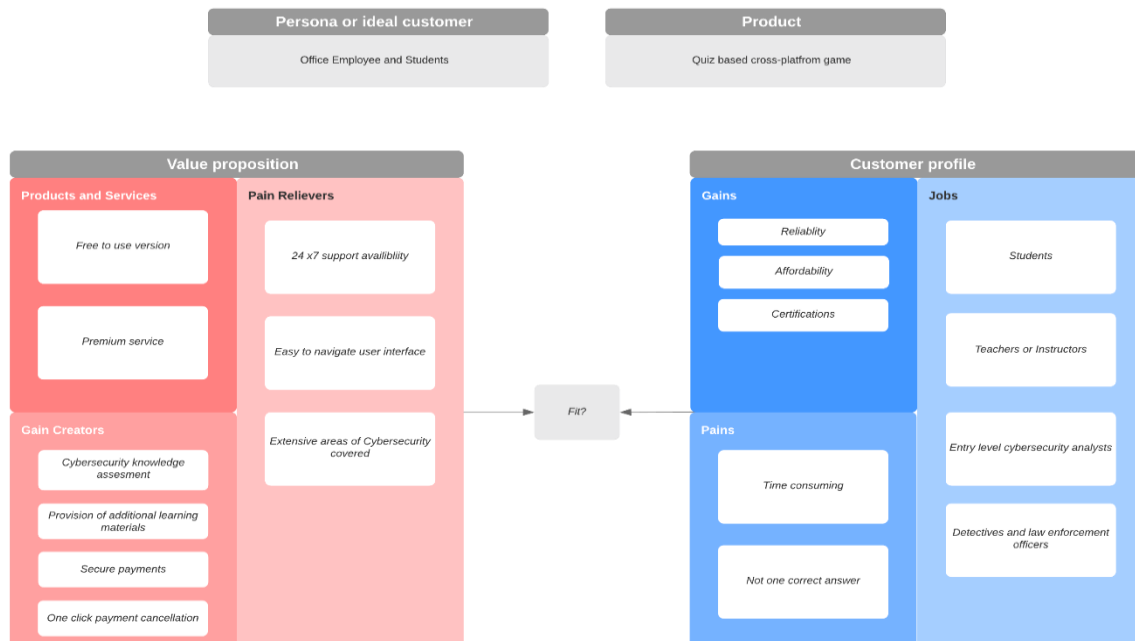 Persona or ideal customer
Office Employee and Students
Product
Quiz based cross-platfrom game
Value proposition
Products and Services
Free to use version
Premium service
Gain Creators
Cybersecurity knowledge
assesment
Provision of additional learning
materials
Secure payments
One click payment cancellation
Pain Relievers
24 x7 support availibliity
Easy to navigate user interface
Extensive areas of Cybersecurity
covered
Fit?
Customer profile
Gains
Reliablity
Affordability
Certifications
Pains
Time consuming
Not one correct answer
Jobs
Students
Teachers or Instructors
Entry level cybersecurity analysts
Detectives and law enforcement
officers